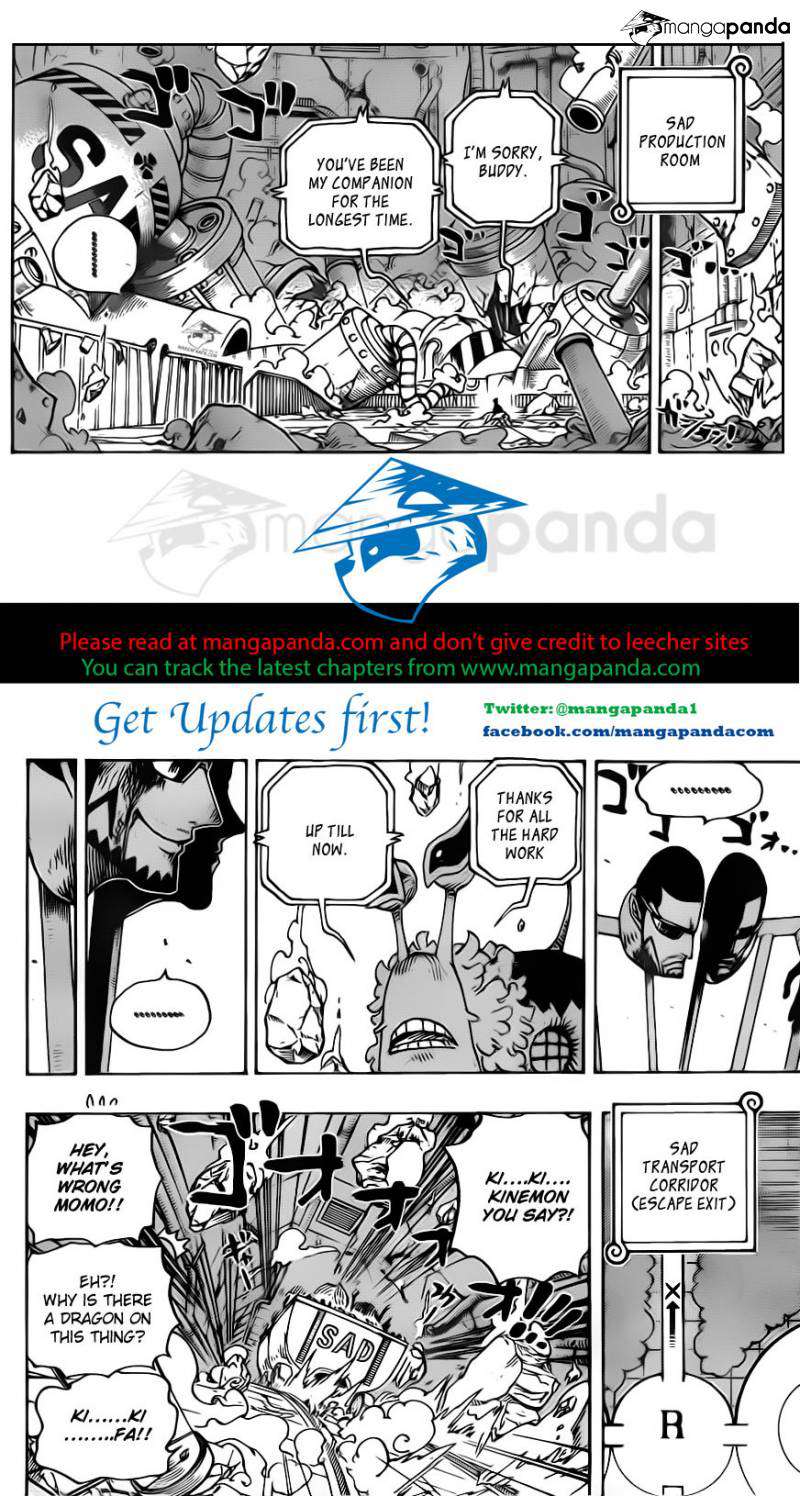 mangapanda
SAD
PRODUCTION
ROOM
I'M SORRY,
BUDDY.
YOU'VE BEEN
MY COMPANION
FOR THE
LONGEST TIME.
SAD
..........
ゴ
ゴ
ゴ
ゴ
mangapanda
Please read at mangapanda.com and don't give credit to leecher sites
You can track the latest chapters from www.mangapanda.com
Get Updates first!
Twitter: @mangapanda1
facebook.com/mangapandacom
..........
ゴ
ゴ
THANKS
FOR ALL
THE HARD
WORK
UP TILL
NOW.
..........
SAD
TRANSPORT
CORRIDOR
(ESCAPE EXIT)
R
KI....KI....
KINEMON
YOU SAY?!
HEY,
WHAT'S
WRONG
MOMO!!
ゴ
オ
オ
オ
SAD
EH?!
WHY IS THERE
A DRAGON ON
THIS THING?
KI......KI
........FA!!